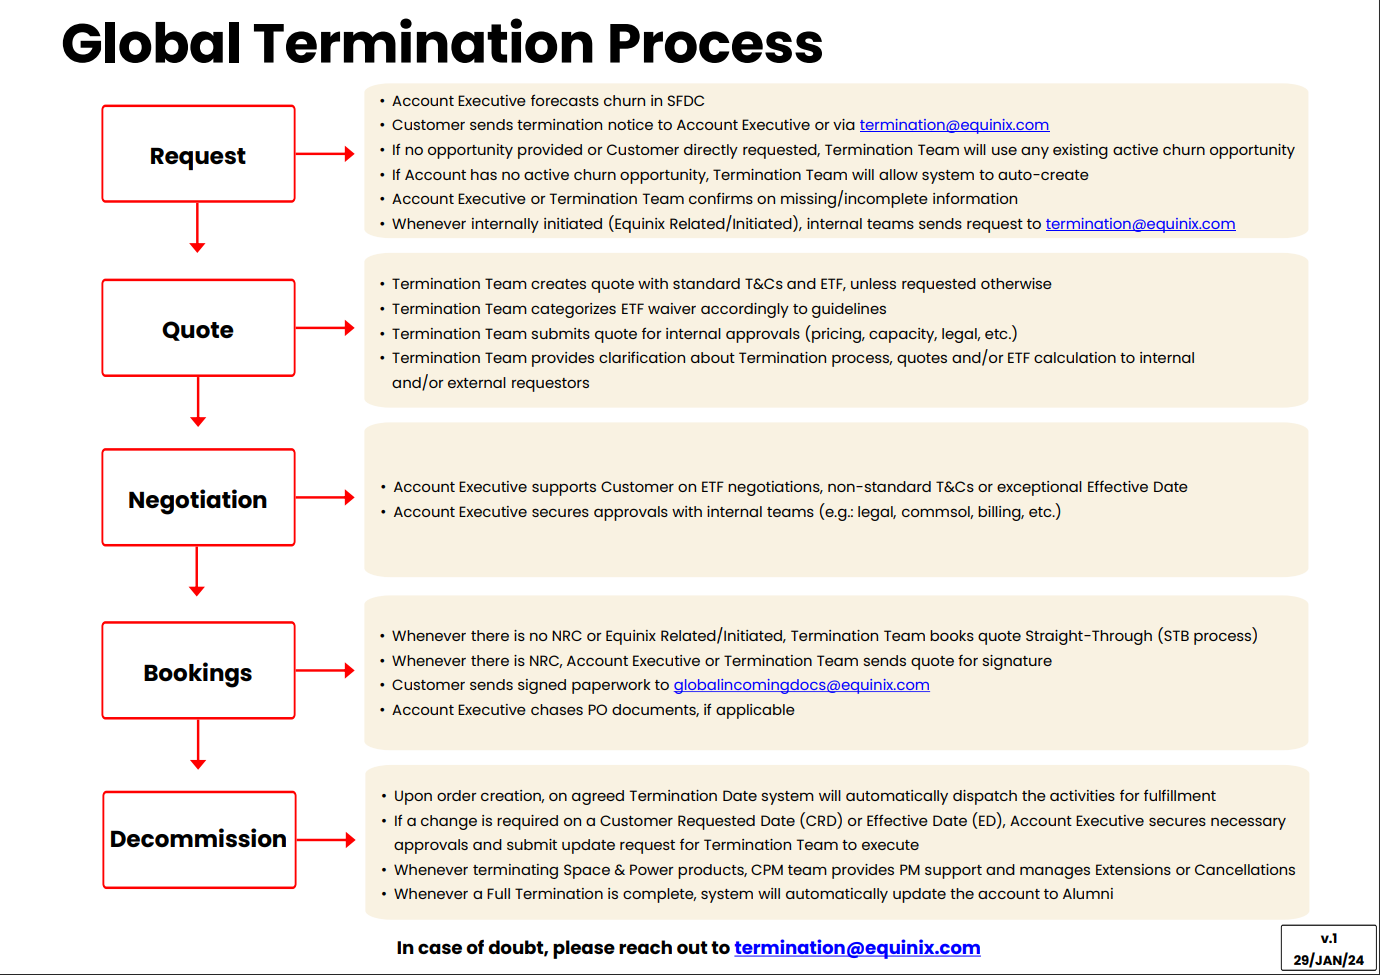 Global Termination Process
Request
• Account Executive forecasts churn in SFDC
• Customer sends termination notice to Account Executive or via termination@equinix.com
• If no opportunity provided or Customer directly requested, Termination Team will use any existing active churn opportunity
• If Account has no active churn opportunity, Termination Team will allow system to auto-create
• Account Executive or Termination Team confirms on missing/incomplete information
• Whenever internally initiated (Equinix Related/Initiated), internal teams sends request to termination@equinix.com
Quote
• Termination Team creates quote with standard T&Cs and ETF, unless requested otherwise
• Termination Team categorizes ETF waiver accordingly to guidelines
• Termination Team submits quote for internal approvals (pricing, capacity, legal, etc.)
• Termination Team provides clarification about Termination process, quotes and/or ETF calculation to internal
and/or external requestors
Negotiation
• Account Executive supports Customer on ETF negotiations, non-standard T&Cs or exceptional Effective Date
• Account Executive secures approvals with internal teams (e.g.: legal, commsol, billing, etc.)
Bookings
• Whenever there is no NRC or Equinix Related/Initiated, Termination Team books quote Straight-Through (STB process)
• Whenever there is NRC, Account Executive or Termination Team sends quote for signature
• Customer sends signed paperwork to globalincomingdocs@equinix.com
• Account Executive chases PO documents, if applicable
Decommission
• Upon order creation, on agreed Termination Date system will automatically dispatch the activities for fulfillment
• If a change is required on a Customer Requested Date (CRD) or Effective Date (ED), Account Executive secures necessary
approvals and submit update request for Termination Team to execute
• Whenever terminating Space & Power products, CPM team provides PM support and manages Extensions or Cancellations
• Whenever a Full Termination is complete, system will automatically update the account to Alumni
In case of doubt, please reach out to termination@equinix.com
v.1
29/JAN/24